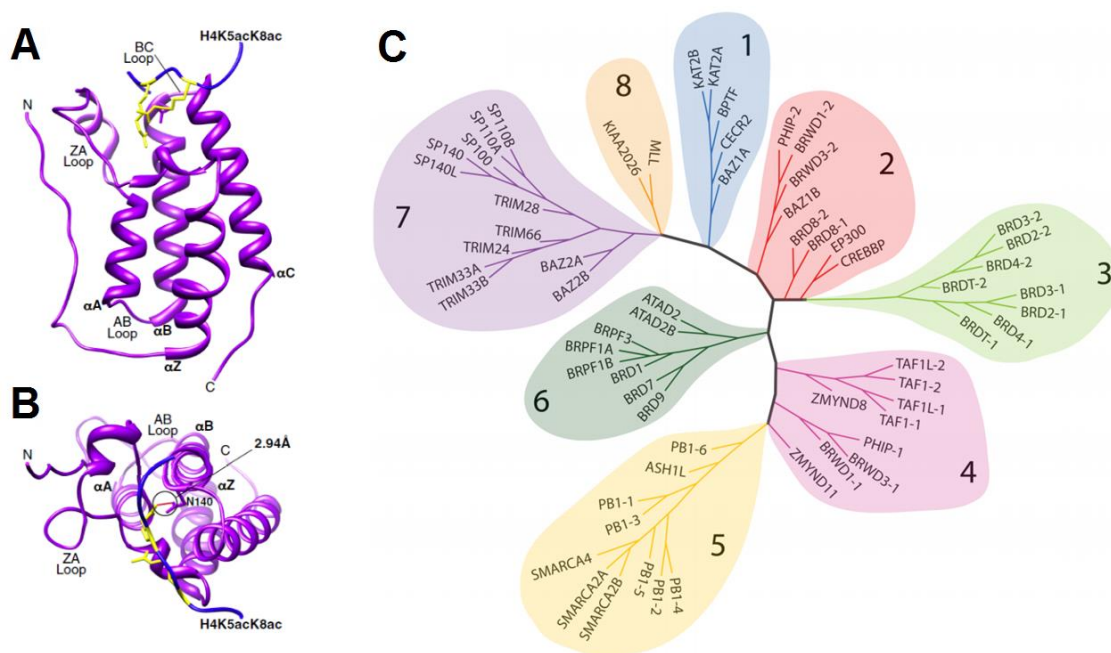 A
H4K5acK8ac
BC
Loop
N
ZA
Loop
αA
AB
Loop
αB
αZ
αC
C
B
AB
Loop
αB
2.94Å
N
C
αA
αZ
N140
ZA
Loop
H4K5acK8ac
C
1
KAT2B
KAT2A
BPTF
CECR2
BAZ1A
2
PHIP-2
BRWD1-2
BRWD3-2
BAZ1B
BRD8-2
BRD8-1
EP300
CREBBP
3
BRD3-2
BRD2-2
BRD4-2
BRDT-2
BRD3-1
BRD2-1
BRD4-1
BRDT-1
4
TAF1L-2
TAF1-2
TAF1L-1
TAF1-1
ZMYND8
PHIP-1
BRWD3-1
BRWD1-1
ZMYND11
5
PB1-6
ASH1L
PB1-1
PB1-3
SMARCA4
SMARCA2A
SMARCA2B
PB1-5
PB1-2
PB1-4
6
ATAD2
ATAD2B
BRPF3
BRPF1A
BRPF1B
BRD1
BRD7
BRD9
7
SP110B
SP110A
SP100
SP140
SP140L
TRIM28
TRIM66
TRIM24
TRIM33A
TRIM33B
BAZ2A
BAZ2B
8
MLL
KIAA2026